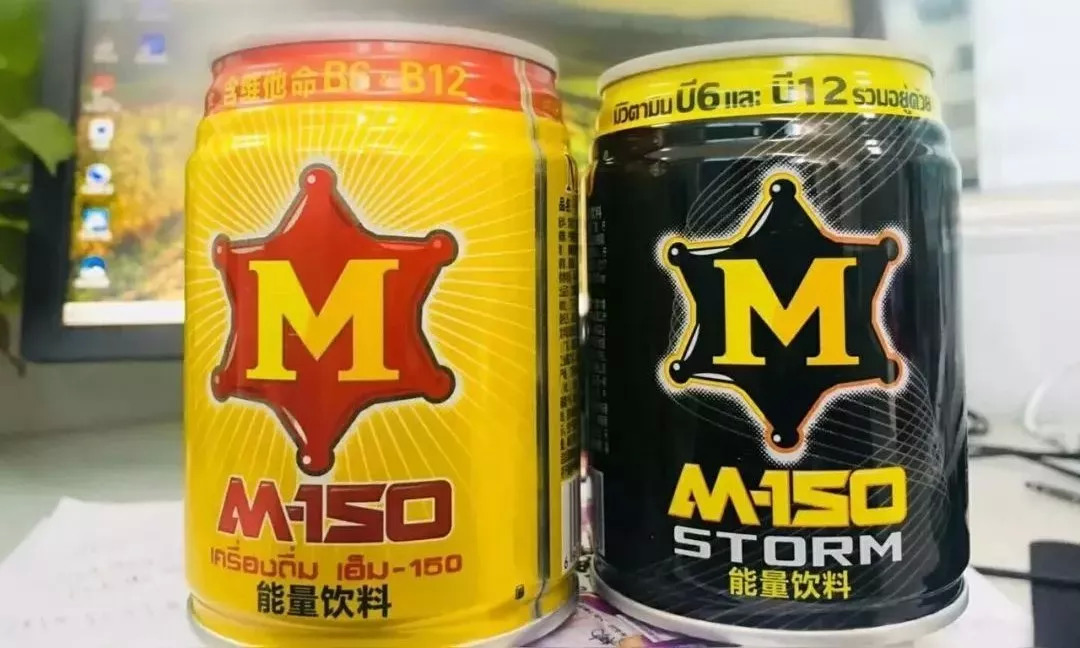 含维他命 B6 & B12
M
M-150
เครื่องดื่ม เอ็ม-150
能量饮料
มีวิตามิน บี6 และ บี12 รวมอยู่ด้วย
M
M-150
STORM
能量饮料